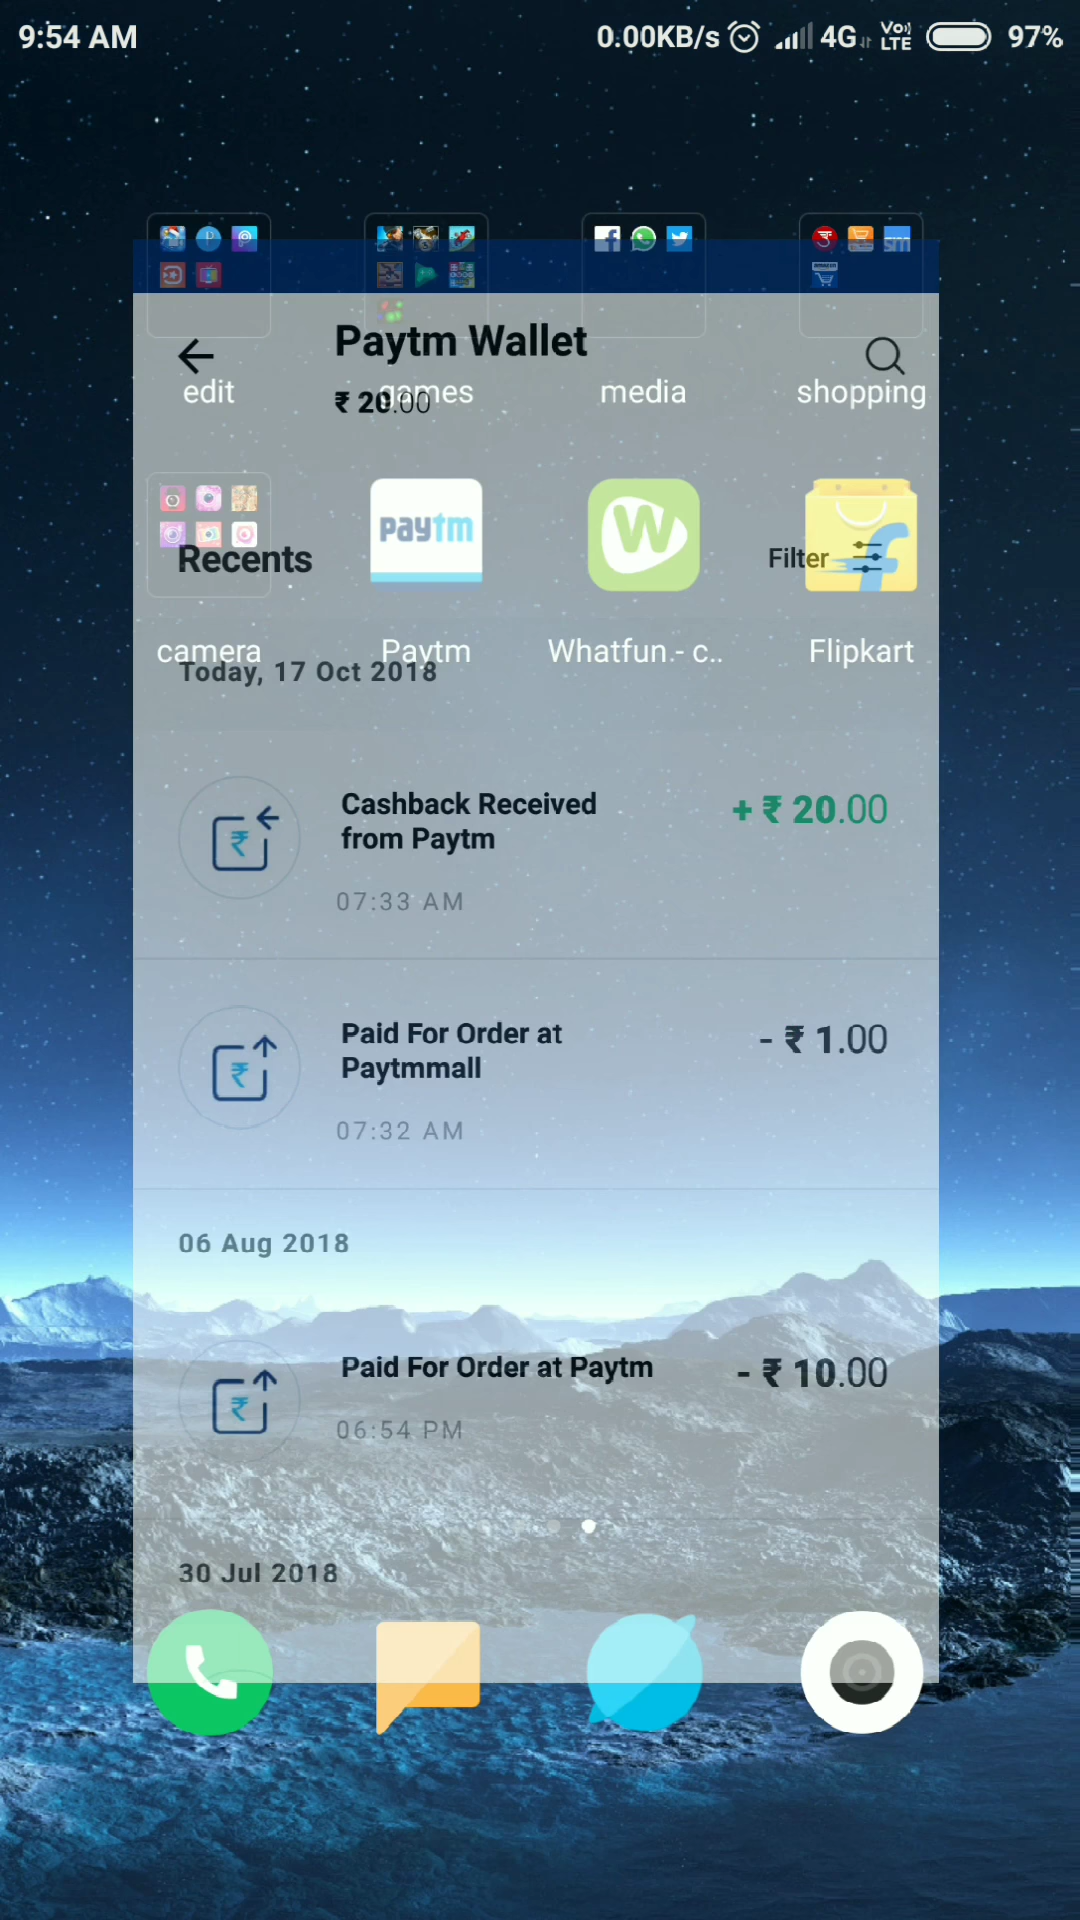 9:54 AM
0.00KB/s 4G Vo) LTE 97%
Paytm Wallet
edit games media shopping
₹ 20.00
paytm
Recents
Filter
camera Paytm Whatfun - c.. Flipkart
Today, 17 Oct 2018
Cashback Received
from Paytm
+ ₹ 20.00
07:33 AM
Paid For Order at
Paytmmall
- ₹ 1.00
07:32 AM
06 Aug 2018
Paid For Order at Paytm
- ₹ 10.00
06:54 PM
30 Jul 2018